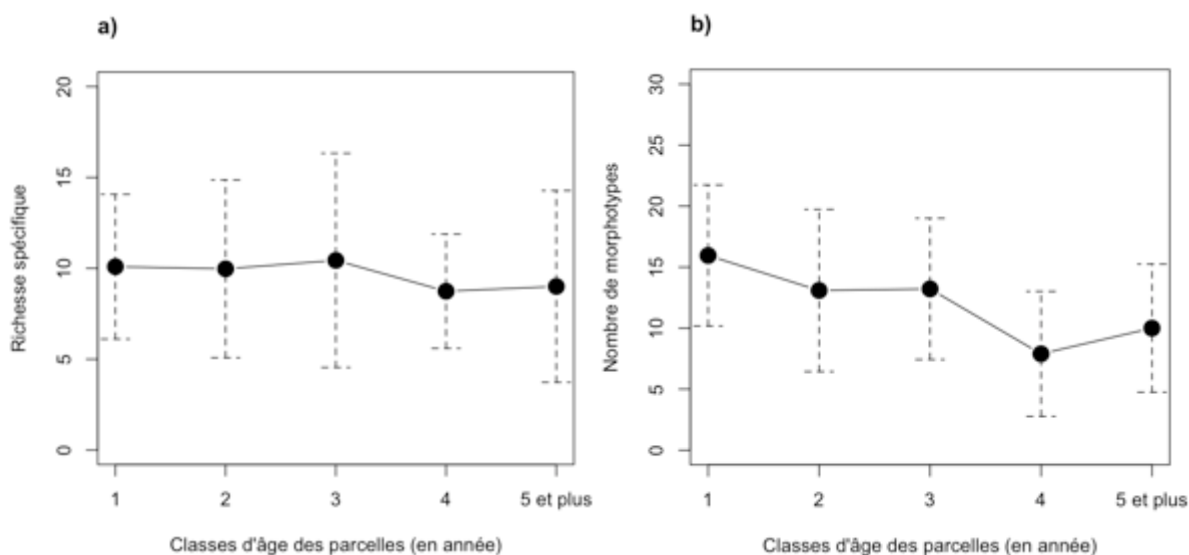 a)
Richesse spécifique
20
15
10
5
0
1 2 3 4 5 et plus
Classes d'âge des parcelles (en année)
b)
Nombre de morphotypes
30
25
20
15
10
5
0
1 2 3 4 5 et plus
Classes d'âge des parcelles (en année)